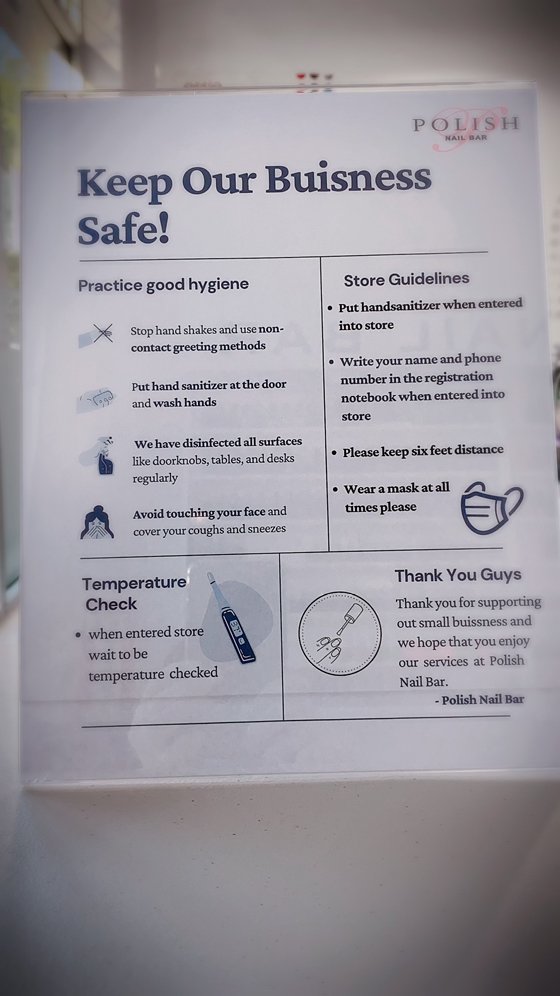 POLISH
NAIL BAR
Keep Our Buisness
Safe!
Practice good hygiene
Stop hand shakes and use non-
contact greeting methods
Put hand sanitizer at the door
and wash hands
We have disinfected all surfaces
like doorknobs, tables, and desks
regularly
Avoid touching your face and
cover your coughs and sneezes
Store Guidelines
• Put handsanitizer when entered
into store
• Write your name and phone
number in the registration
notebook when entered into
store
• Please keep six feet distance
• Wear a mask at all
times please
Temperature
Check
• when entered store
wait to be
temperature checked
Thank You Guys
Thank you for supporting
out small buissness and
we hope that you enjoy
our services at Polish
Nail Bar.
- Polish Nail Bar